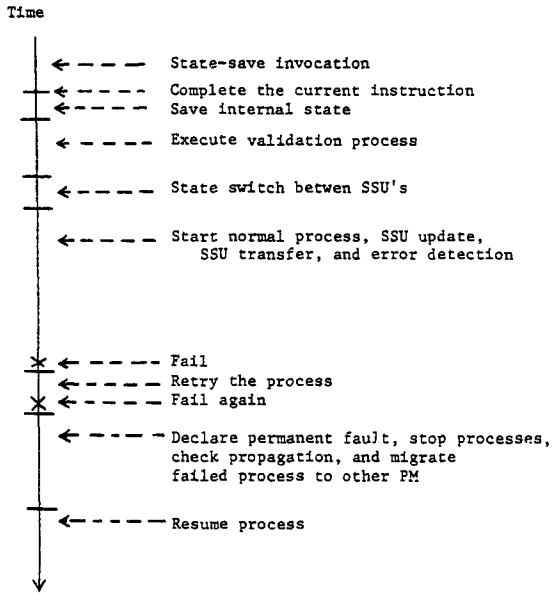 Time
State-save invocation
Complete the current instruction
Save internal state
Execute validation process
State switch betwen SSU's
Start normal process, SSU update,
SSU transfer, and error detection
Fail
Retry the process
Fail again
Declare permanent fault, stop processes,
check propagation, and migrate
failed process to other PM
Resume process